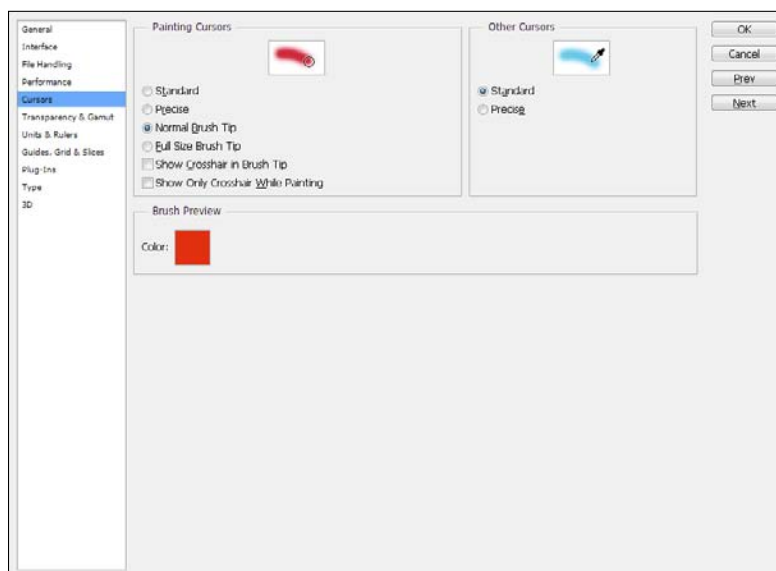 General
Interface
File Handling
Performance
Cursors
Transparency & Gamut
Units & Rulers
Guides, Grid & Slices
Plug-Ins
Type
3D
Painting Cursors
Standard
Precise
Normal Brush Tip
Full Size Brush Tip
Show Crosshair in Brush Tip
Show Only Crosshair While Painting
Other Cursors
Standard
Precise
Brush Preview
Color:
OK
Cancel
Prev
Next